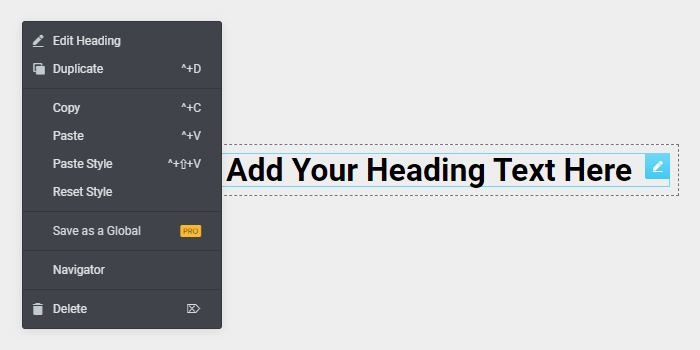 Edit Heading
Duplicate ^+D
Copy ^+C
Paste ^+V
Paste Style ^+⇧+V
Reset Style
Save as a Global PRO
Navigator
Delete ⌦
Add Your Heading Text Here